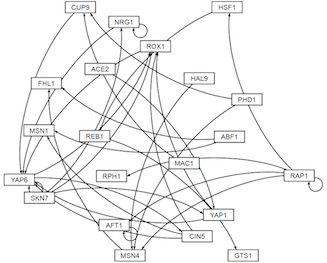 CUP9
HSF1
NRG1
ROX1
ACE2
HAL9
FHL1
PHD1
MSN1
REB1
ABF1
MAC1
RPH1
RAP1
YAP6
SKN7
YAP1
AFT1
CIN5
MSN4
GTS1